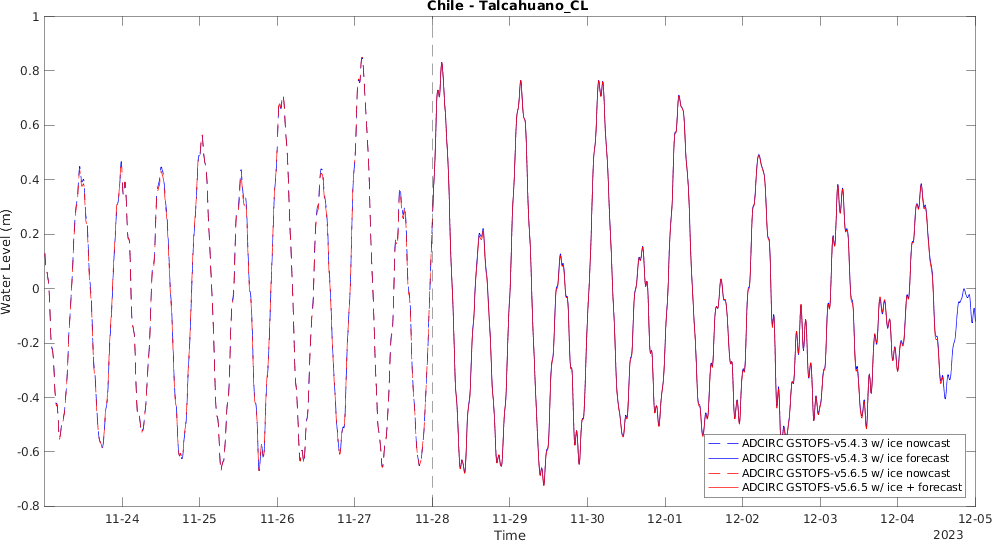 Chile - Talcahuano_CL
1
0.8
0.6
0.4
0.2
0
-0.2
-0.4
-0.6
-0.8
Water Level (m)
ADCIRC GSTOFS-v5.4.3 w/ ice nowcast
ADCIRC GSTOFS-v5.4.3 w/ ice forecast
ADCIRC GSTOFS-v5.6.5 w/ ice nowcast
ADCIRC GSTOFS-v5.6.5 w/ ice + forecast
11-24 11-25 11-26 11-27 11-28 11-29 11-30 12-01 12-02 12-03 12-04 12-05
Time
2023